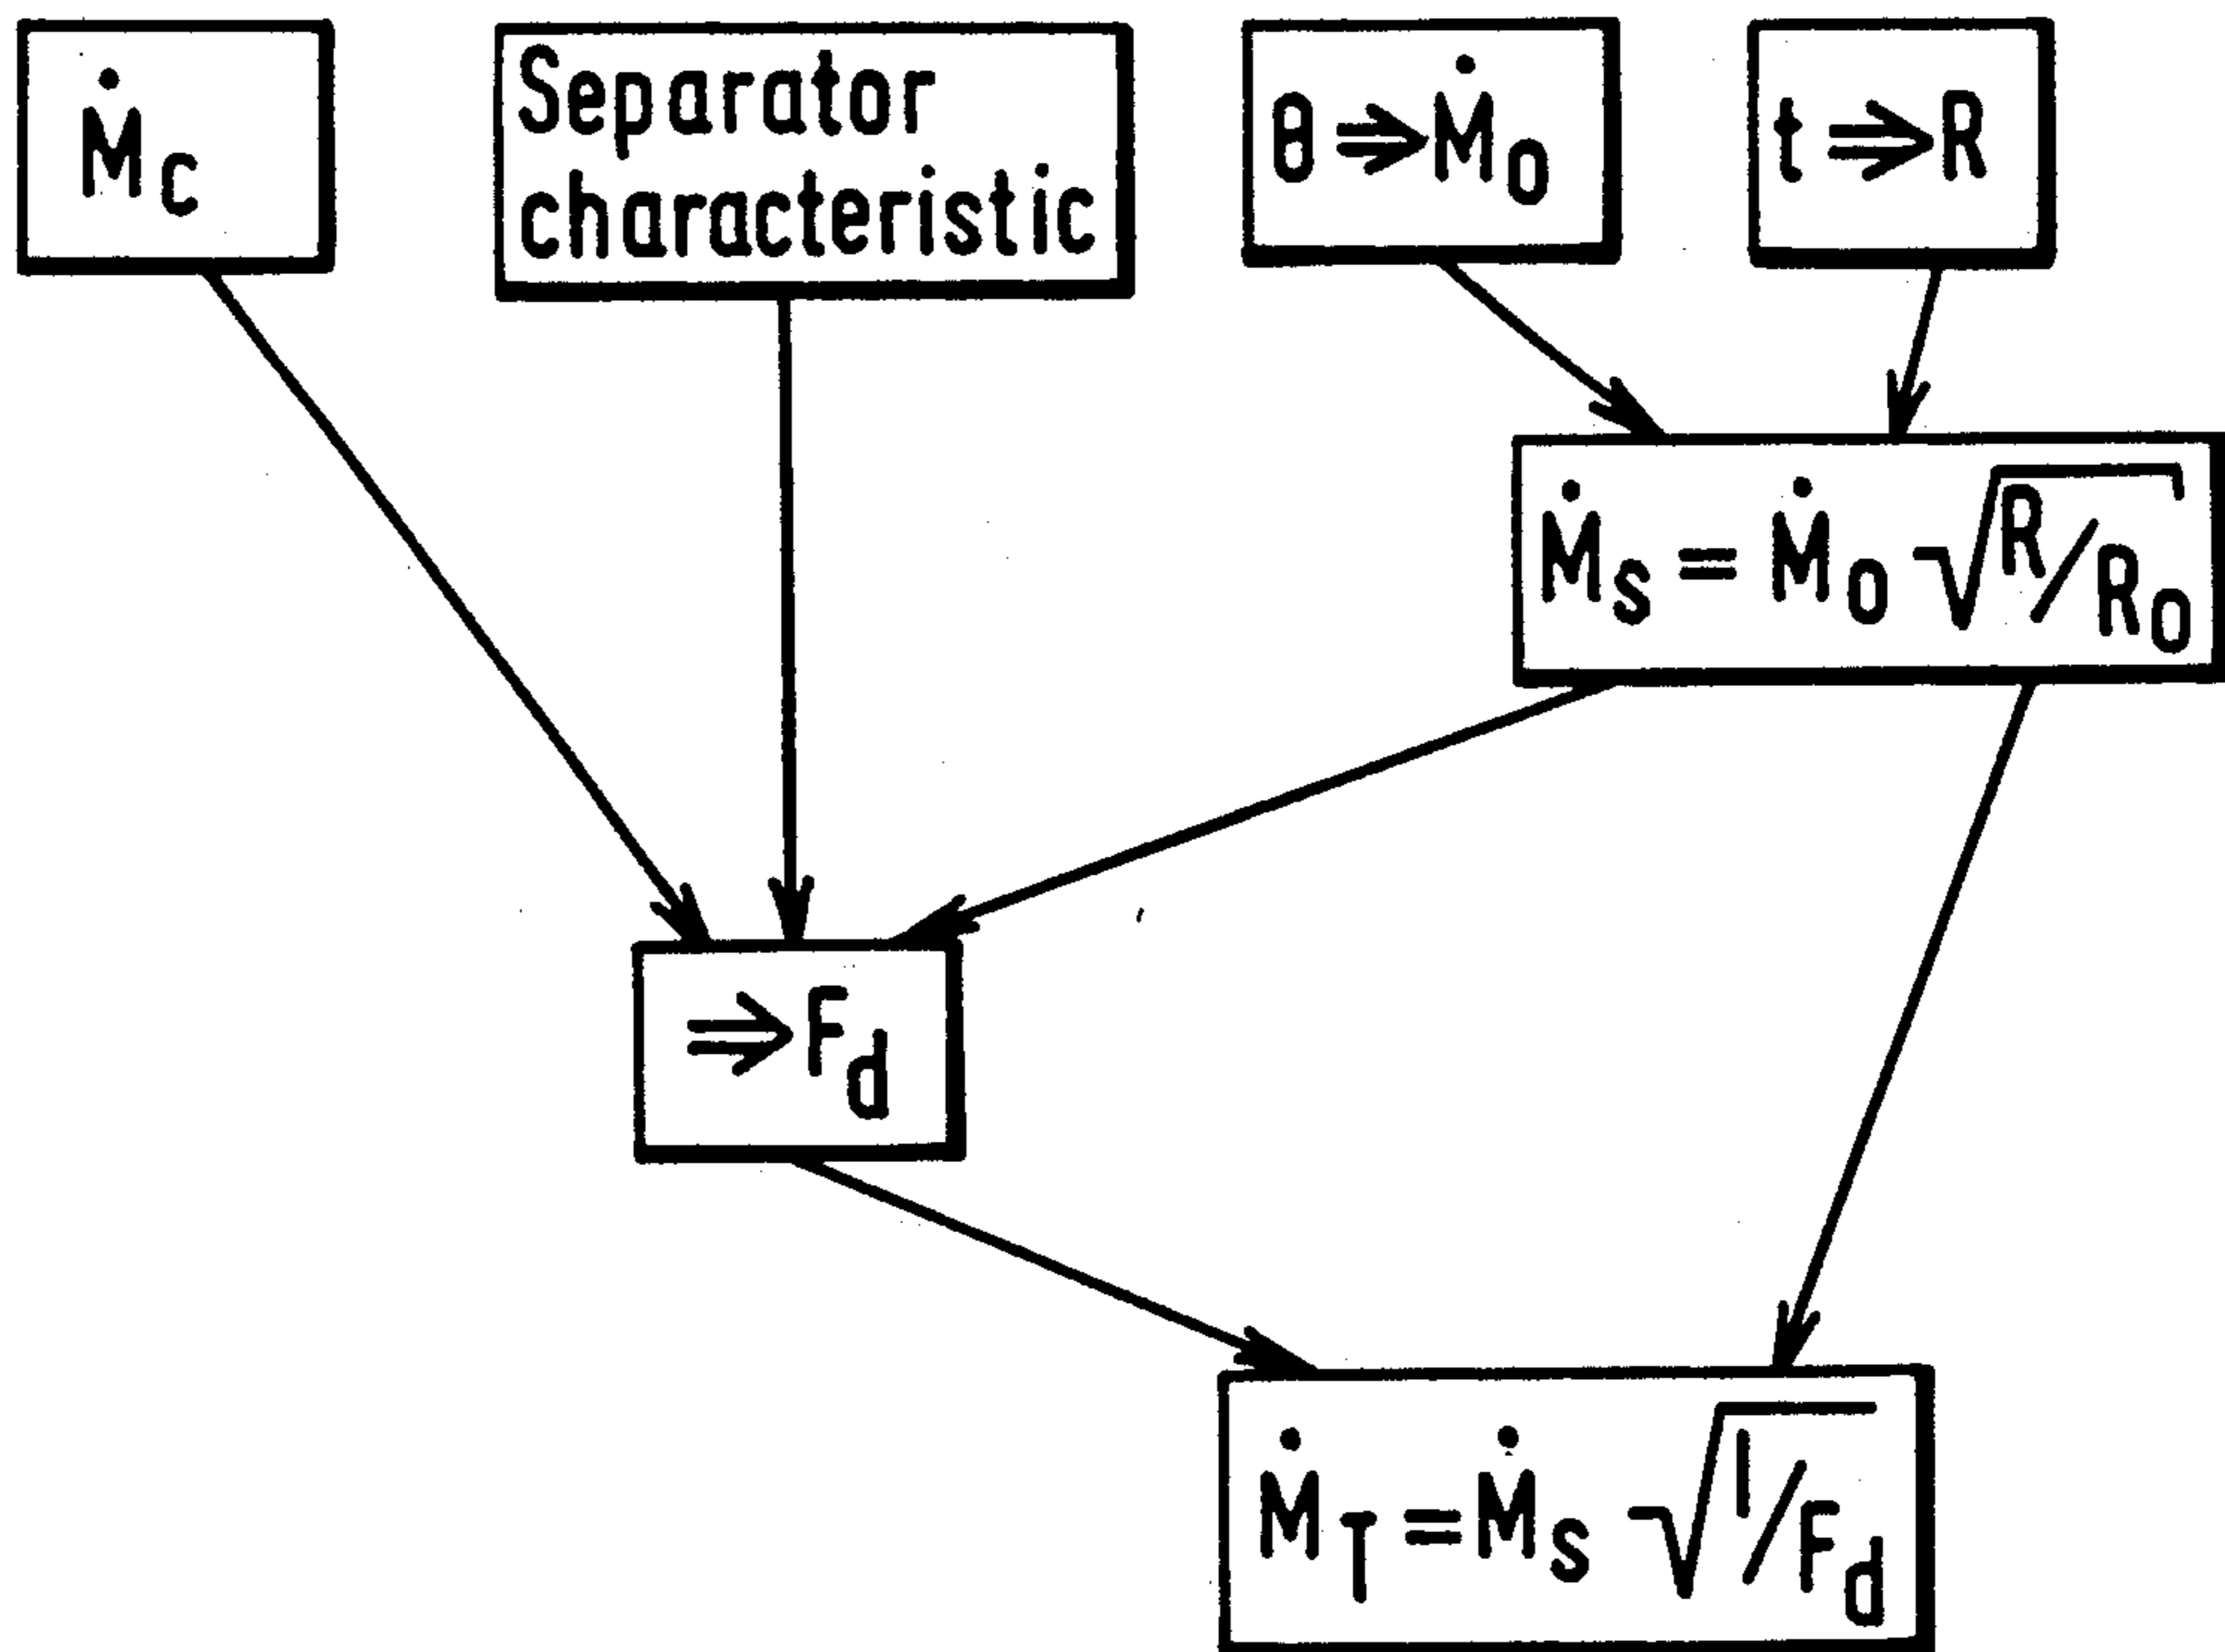 Ṁc
Separator
characteristic
θ ⇒ Ṁo
t ⇒ R
Ṁs = Ṁo √R/Ro
⇒ Fd
ṀT = Ṁs √1/Fd